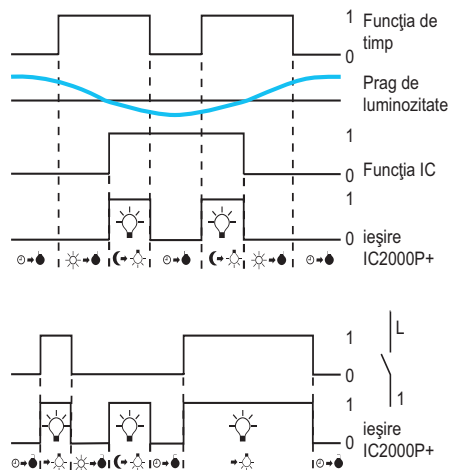 1 Funcţia de
0 timp
Prag de
luminozitate
1
0 Funcţia IC
1
0 ieşire
IC2000P+
1
0
L
1
1
0 ieşire
IC2000P+